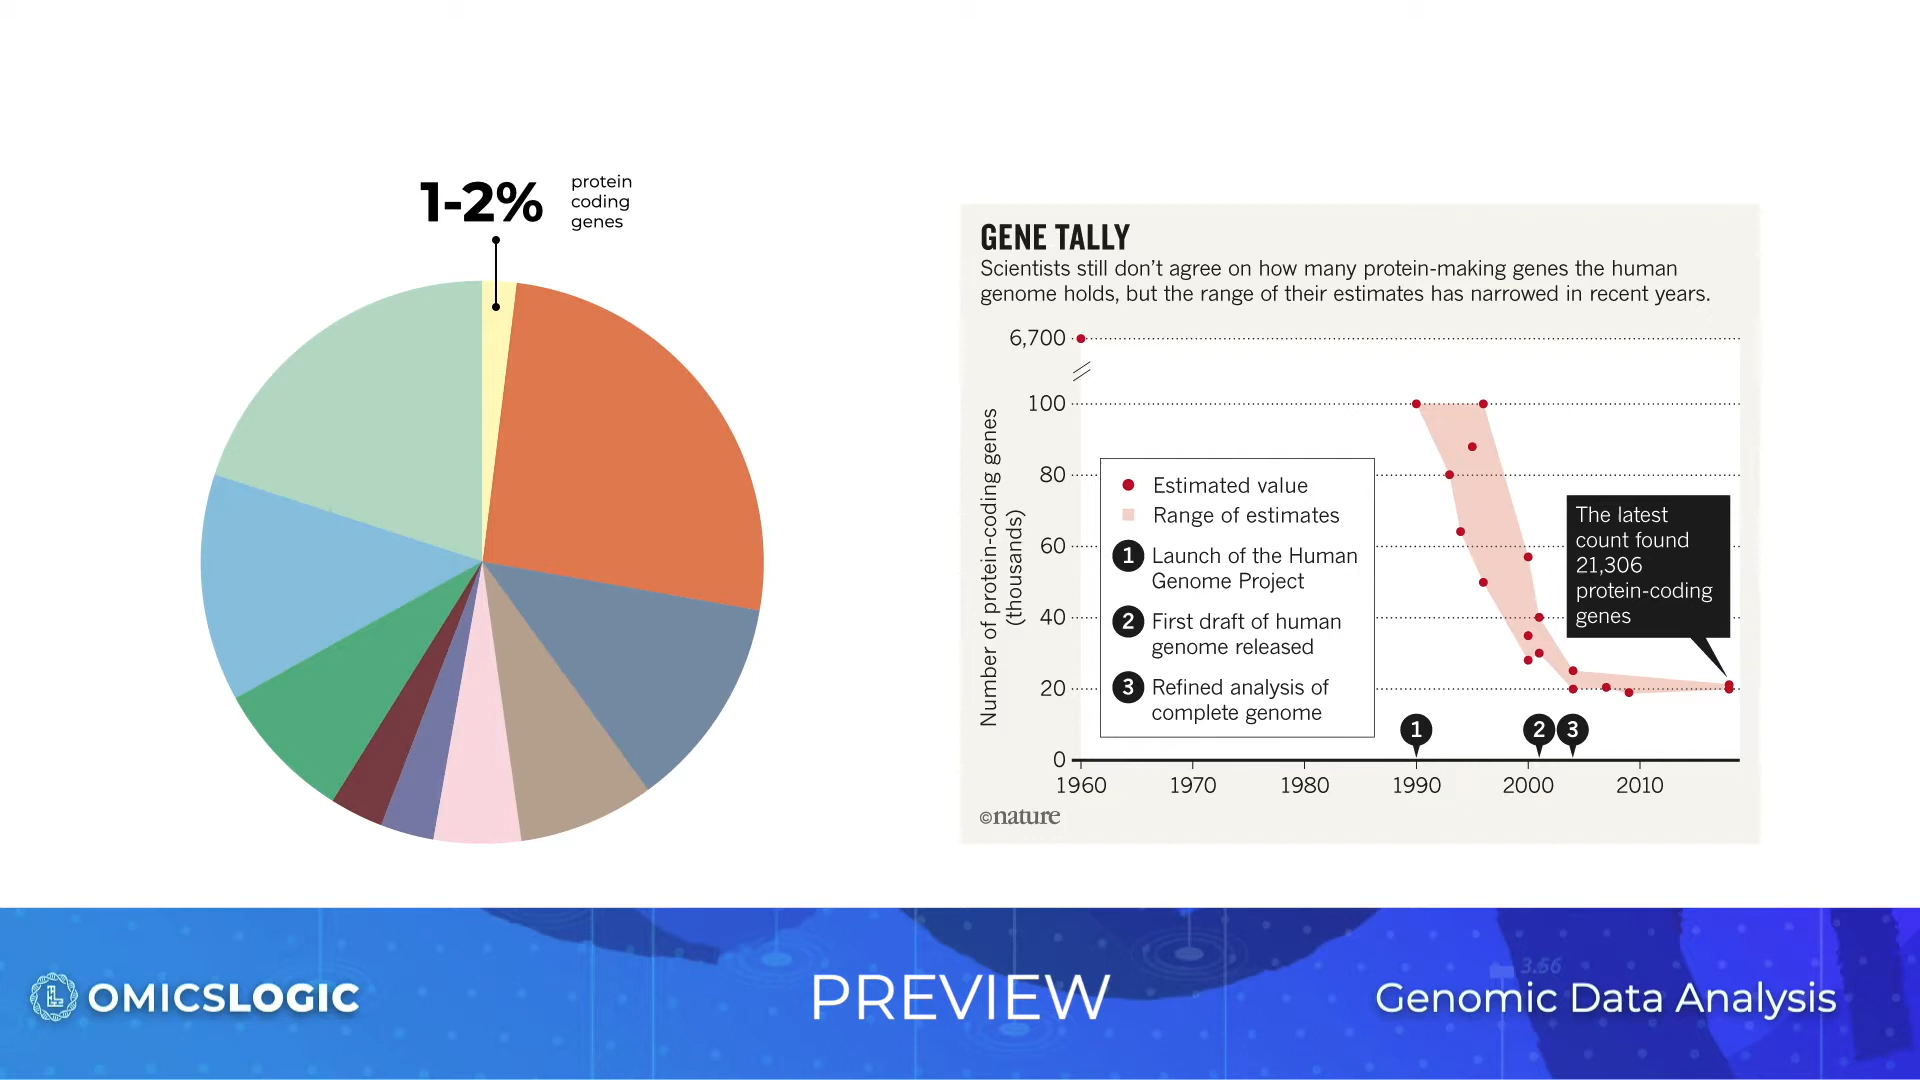 1-2%
protein
coding
genes
GENE TALLY
Scientists still don't agree on how many protein-making genes the human
genome holds, but the range of their estimates has narrowed in recent years.
Number of protein-coding genes
(thousands)
6,700
100
80
60
40
20
0
Estimated value
Range of estimates
1 Launch of the Human
Genome Project
2 First draft of human
genome released
3 Refined analysis of
complete genome
The latest
count found
21,306
protein-coding
genes
1 2 3
1960 1970 1980 1990 2000 2010
©nature
3.56
L OMICSLOGIC
PREVIEW
Genomic Data Analysis